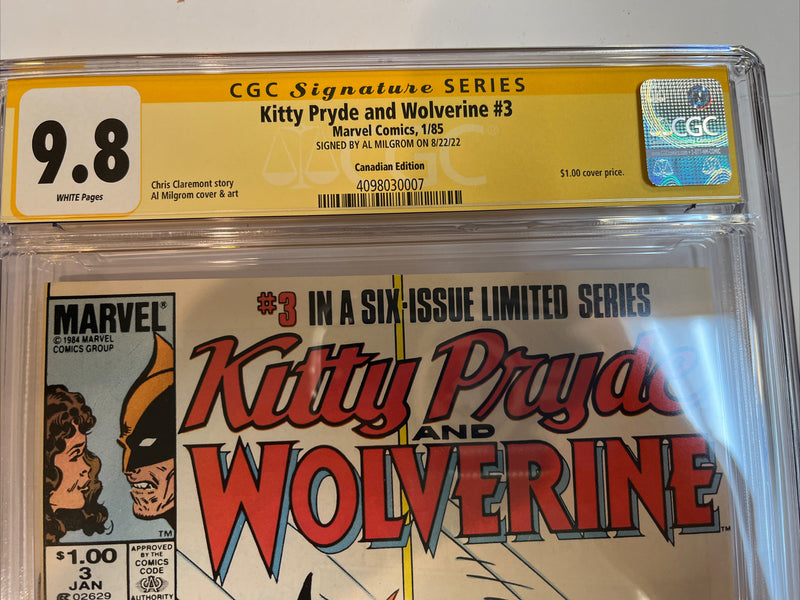 CGC Signature SERIES
Kitty Pryde and Wolverine #3
Marvel Comics, 1/85
SIGNED BY AL MILGROM ON 8/22/22
Canadian Edition
4098030007
9.8
WHITE Pages
Chris Claremont story
Al Milgrom cover & art
$1.00 cover price.
CGC
#3 IN A SIX-ISSUE LIMITED SERIES
MARVEL®
© 1984 MARVEL
COMICS GROUP
Kitty Pryde
AND
WOLVERINE™
TM
$1.00
3
JAN
02629
APPROVED
BY THE
COMICS
CODE
AUTHORITY